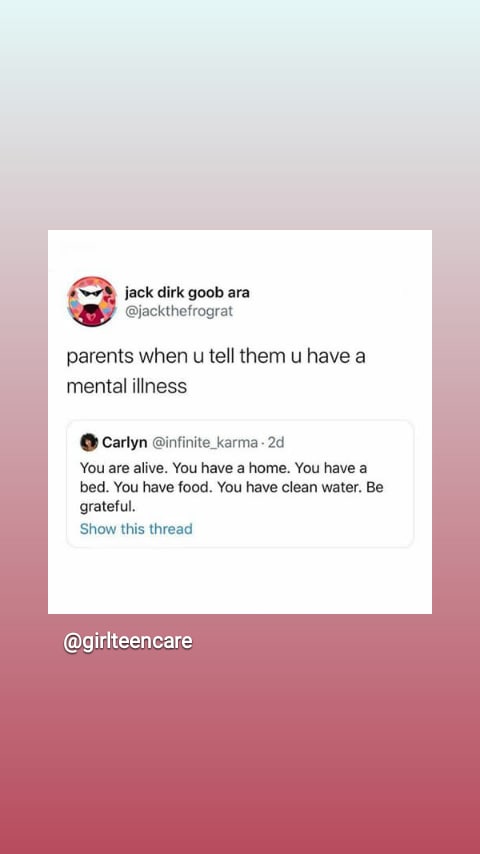 jack dirk goob ara
@jackthefrograt
parents when u tell them u have a
mental illness
Carlyn @infinite_karma · 2d
You are alive. You have a home. You have a
bed. You have food. You have clean water. Be
grateful.
Show this thread
@girlteencare